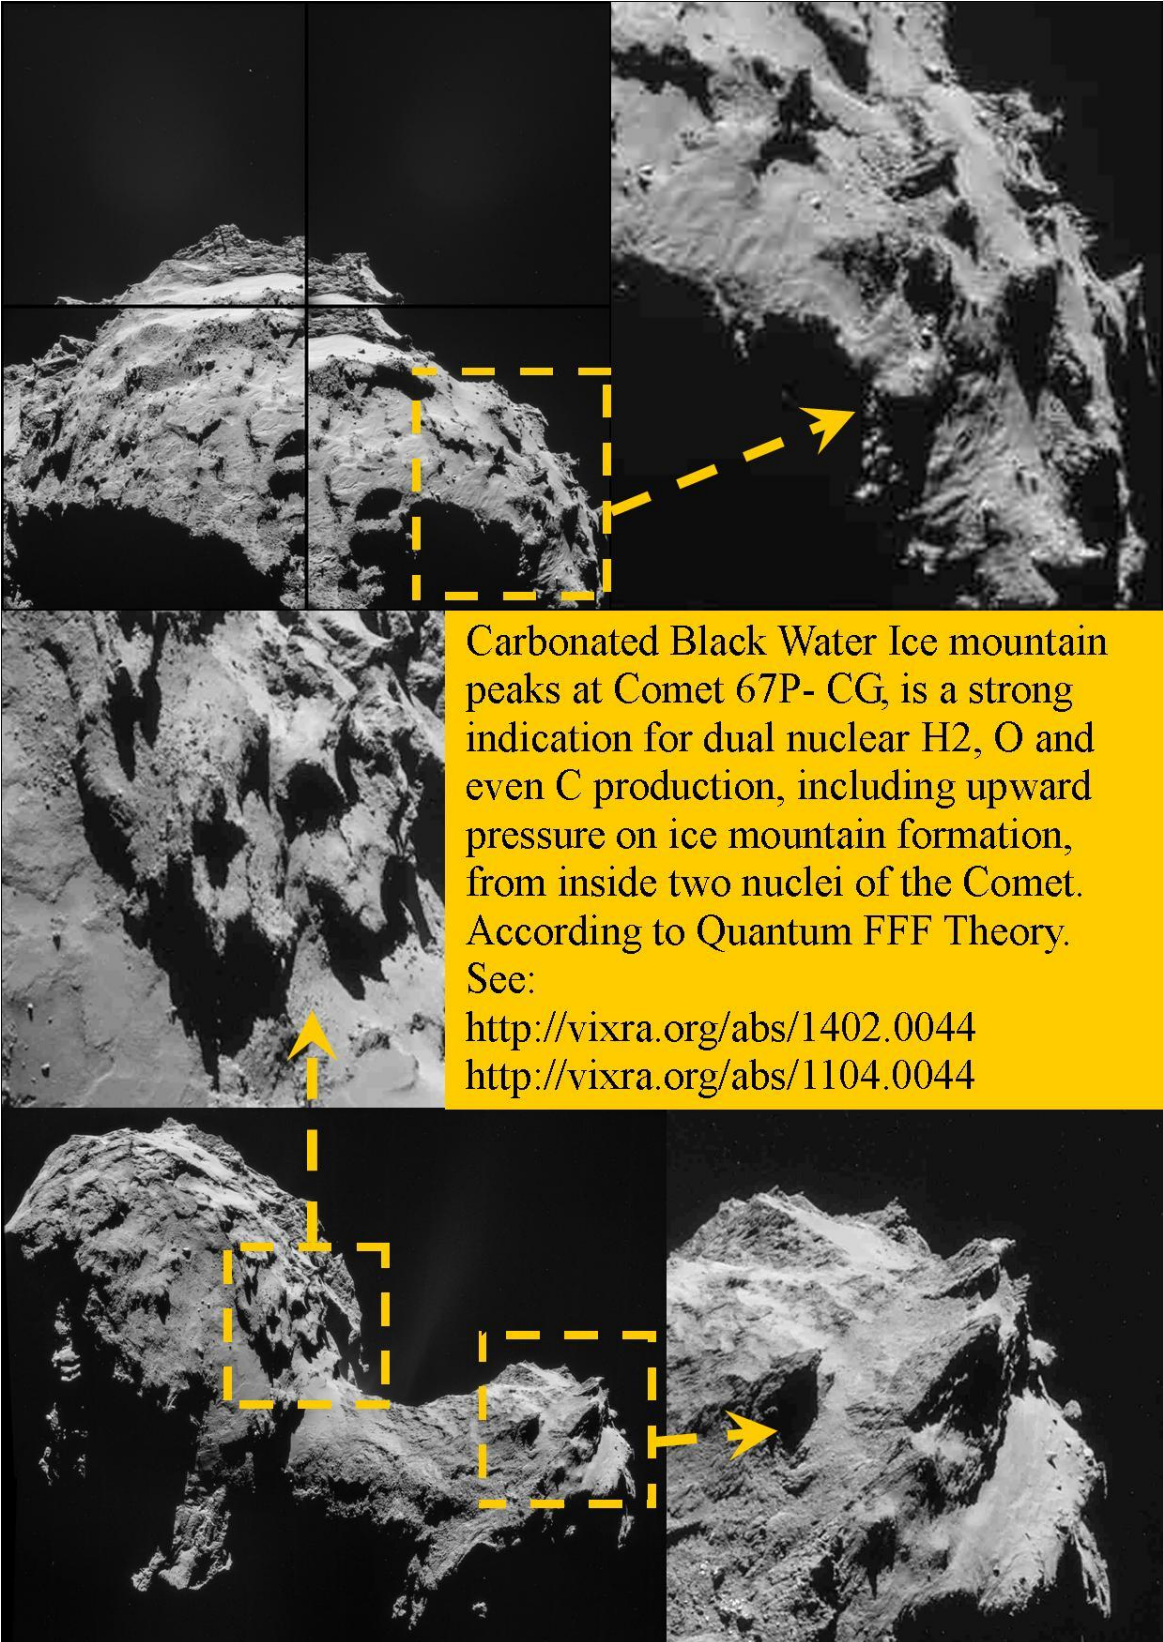 Carbonated Black Water Ice mountain
peaks at Comet 67P- CG, is a strong
indication for dual nuclear H2, O and
even C production, including upward
pressure on ice mountain formation,
from inside two nuclei of the Comet.
According to Quantum FFF Theory.
See:
http://vixra.org/abs/1402.0044
http://vixra.org/abs/1104.0044